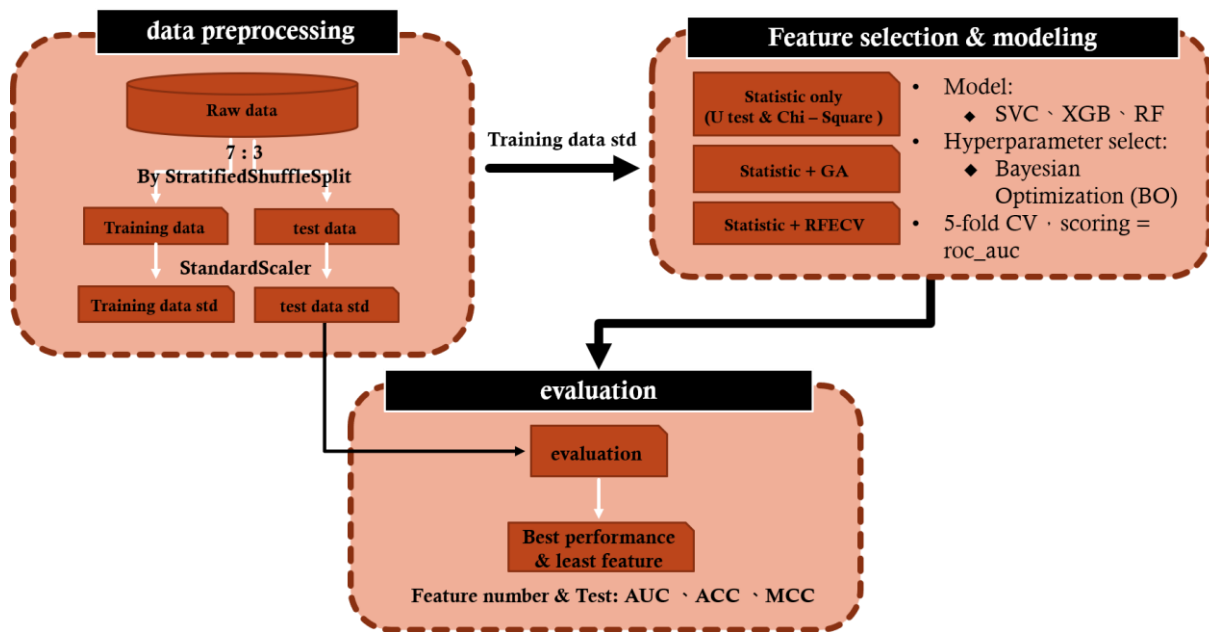 data preprocessing
Raw data
7 : 3
By StratifiedShuffleSplit
Training data
test data
StandardScaler
Training data std
test data std
Training data std
Feature selection & modeling
Statistic only
(U test & Chi – Square )
Statistic + GA
Statistic + RFECV
• Model:
◆ SVC、XGB、RF
• Hyperparameter select:
◆ Bayesian
Optimization (BO)
• 5-fold CV，scoring =
roc_auc
evaluation
evaluation
Best performance
& least feature
Feature number & Test: AUC 、ACC 、MCC